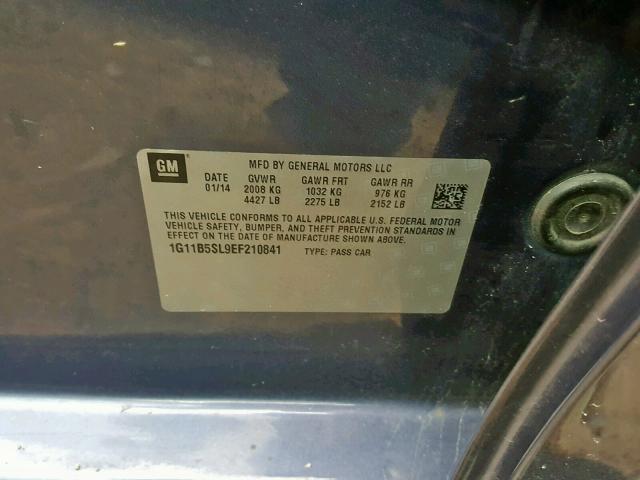 GM
MFD BY GENERAL MOTORS LLC
DATE GVWR GAWR FRT GAWR RR
01/14 2008 KG 1032 KG 976 KG
4427 LB 2275 LB 2152 LB
THIS VEHICLE CONFORMS TO ALL APPLICABLE U.S. FEDERAL MOTOR
VEHICLE SAFETY, BUMPER, AND THEFT PREVENTION STANDARDS IN
EFFECT ON THE DATE OF MANUFACTURE SHOWN ABOVE.
1G11B5SL9EF210841 TYPE: PASS CAR